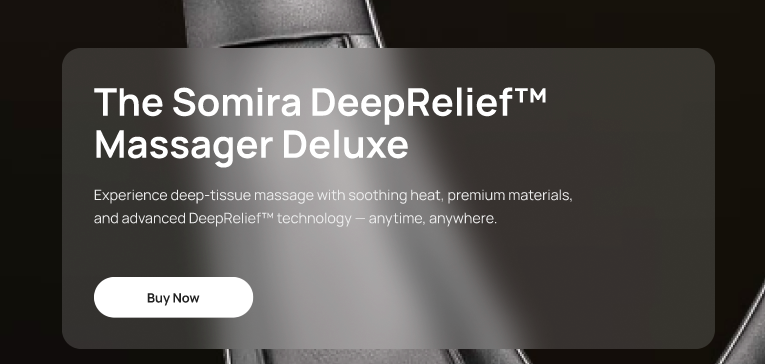 The Somira DeepRelief™
Massager Deluxe
Experience deep-tissue massage with soothing heat, premium materials,
and advanced DeepRelief™ technology — anytime, anywhere.
Buy Now